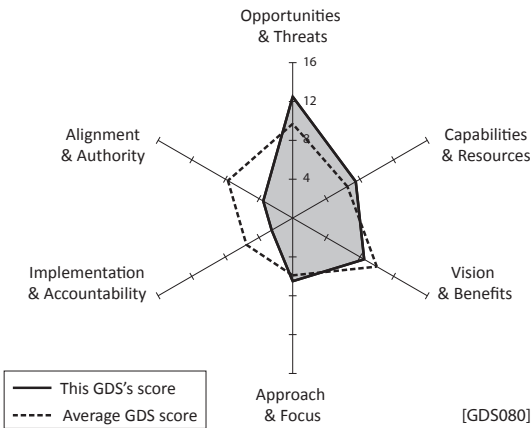 Opportunities
& Threats
16
12
8
4
Alignment
& Authority
Capabilities
& Resources
Implementation
& Accountability
Vision
& Benefits
Approach
& Focus
This GDS's score
Average GDS score
[GDS080]